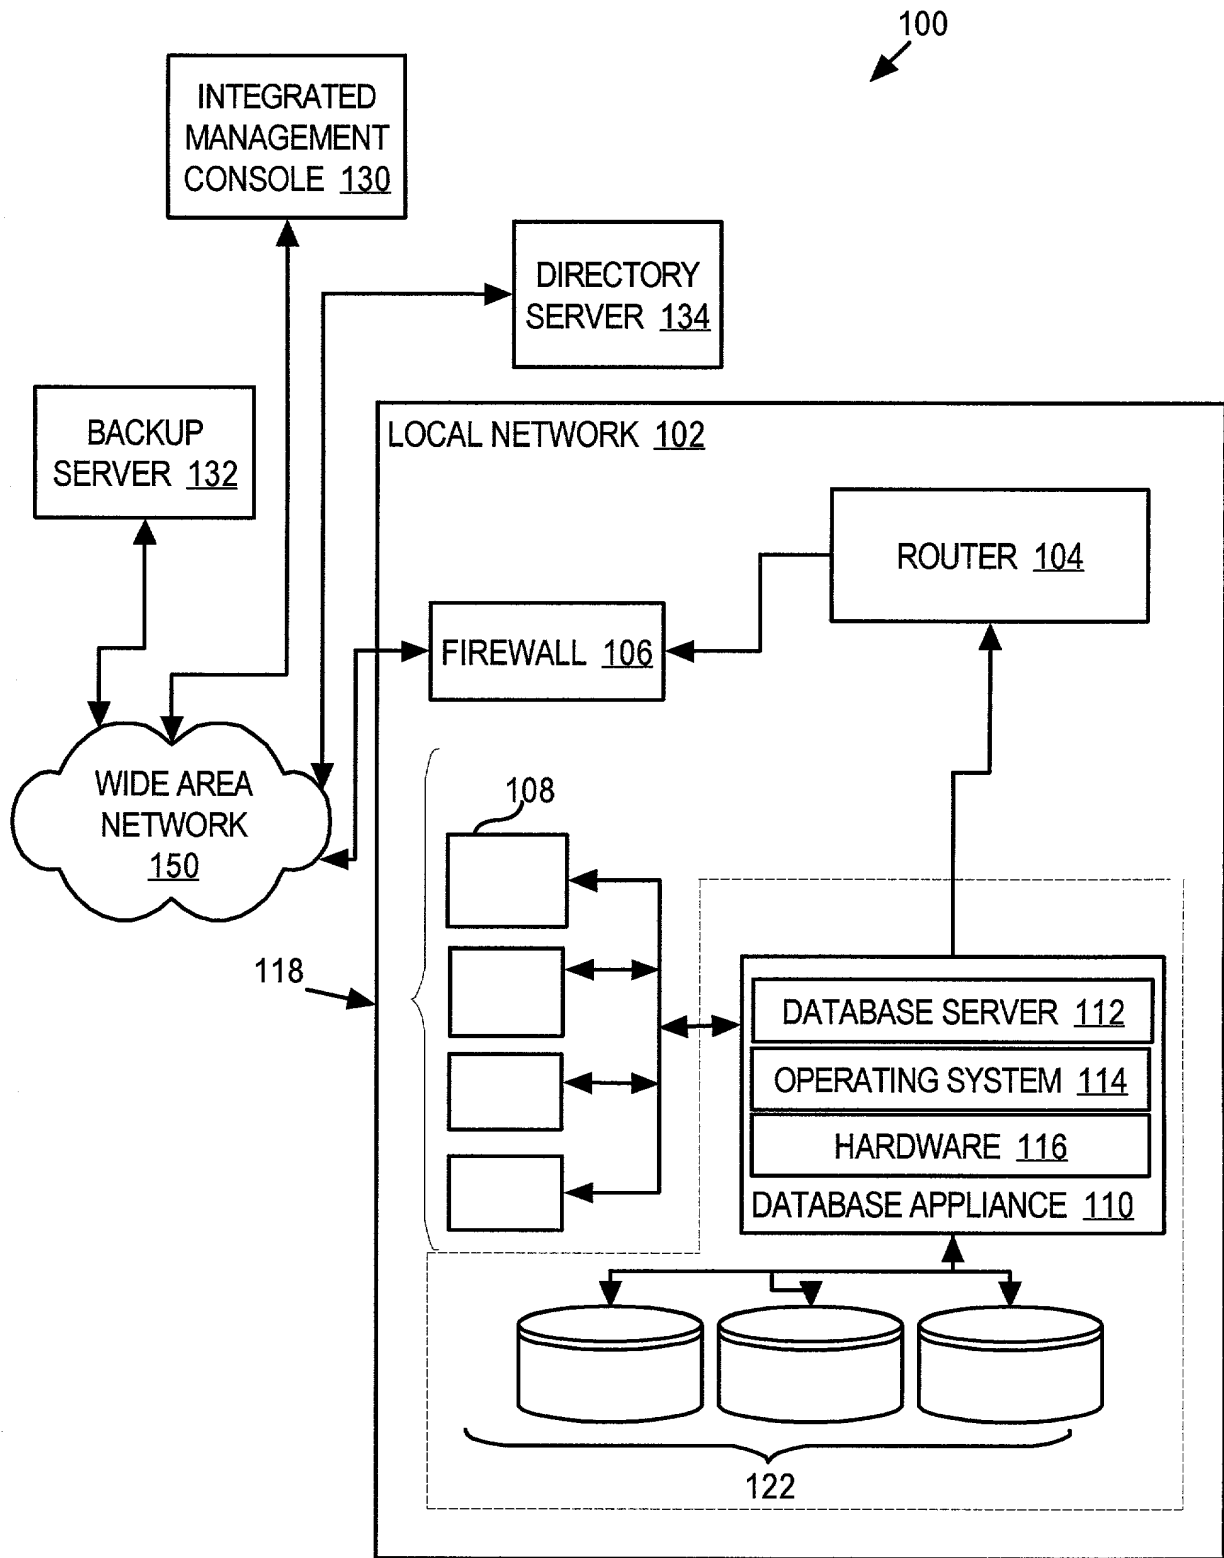 100
INTEGRATED
MANAGEMENT
CONSOLE 130
DIRECTORY
SERVER 134
BACKUP
SERVER 132
LOCAL NETWORK 102
ROUTER 104
FIREWALL 106
WIDE AREA
NETWORK
150
108
118
DATABASE SERVER 112
OPERATING SYSTEM 114
HARDWARE 116
DATABASE APPLIANCE 110
122